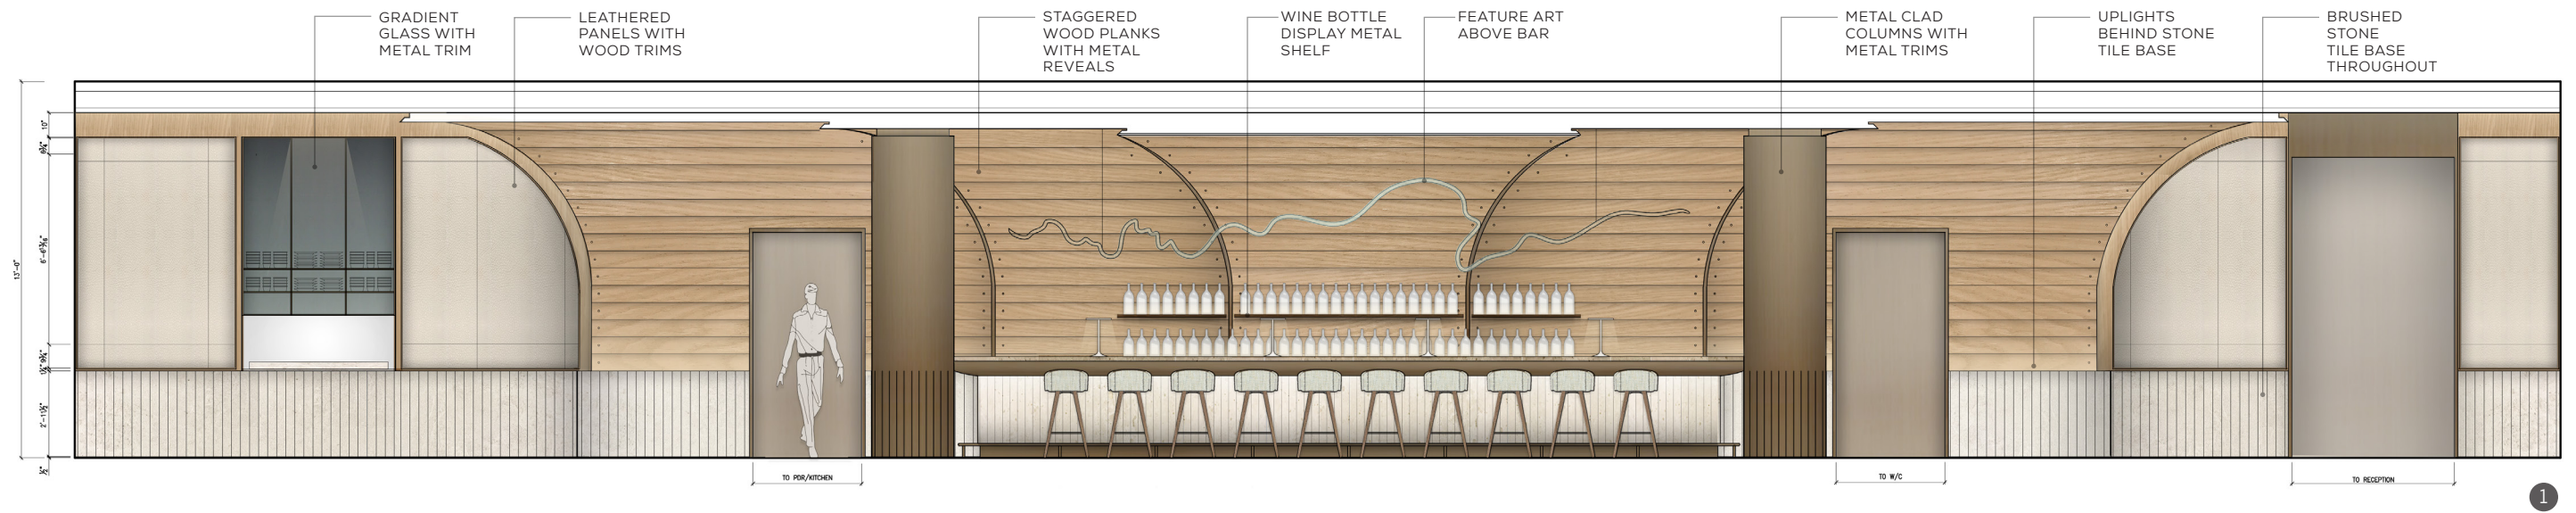 GRADIENT
GLASS WITH
METAL TRIM
LEATHERED
PANELS WITH
WOOD TRIMS
STAGGERED
WOOD PLANKS
WITH METAL
REVEALS
WINE BOTTLE
DISPLAY METAL
SHELF
FEATURE ART
ABOVE BAR
METAL CLAD
COLUMNS WITH
METAL TRIMS
UPLIGHTS
BEHIND STONE
TILE BASE
BRUSHED
STONE
TILE BASE
THROUGHOUT
13'-0"
10"
TO PDR/KITCHEN
TO W/C
TO RECEPTION
1